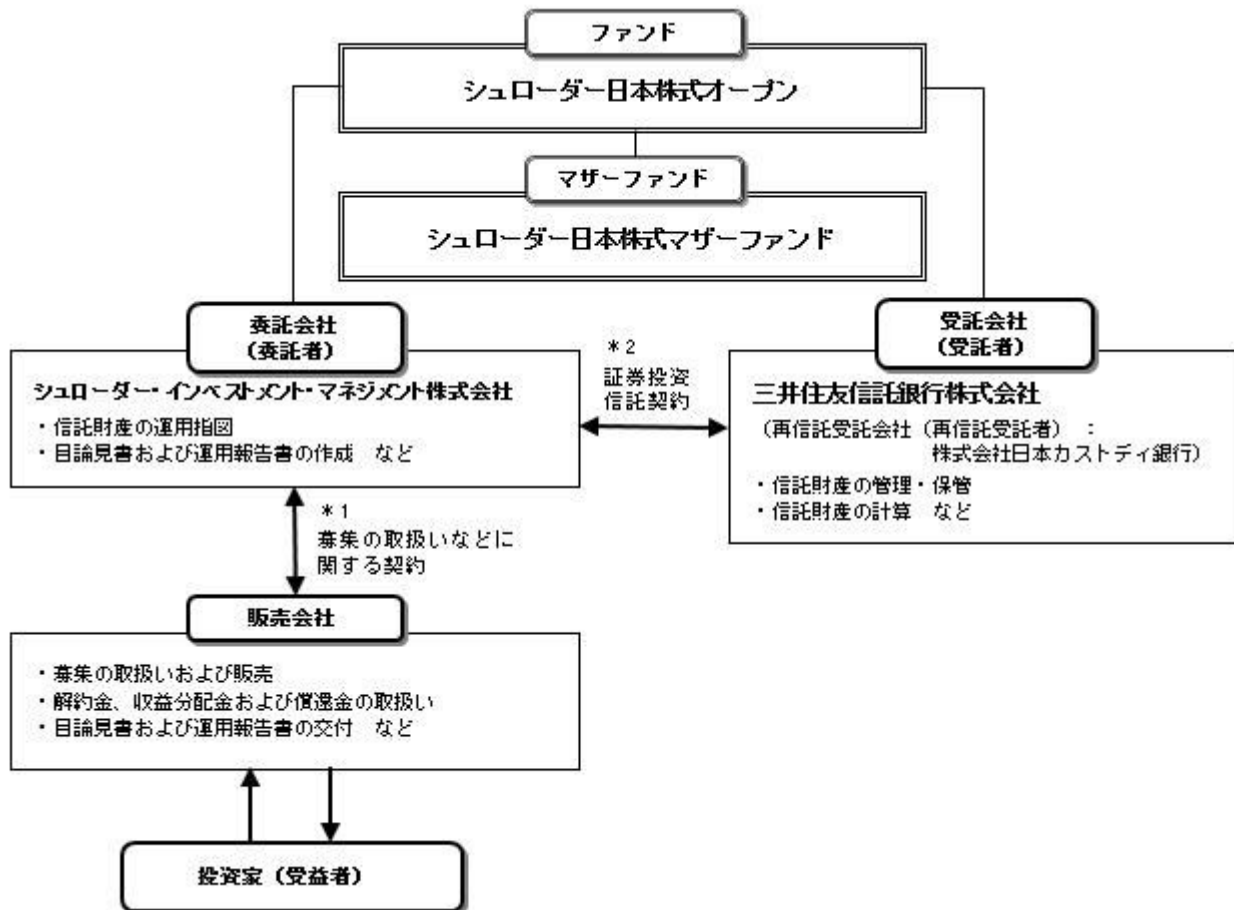 ファンド
シュローダー日本株式オープン
マザーファンド
シュローダー日本株式マザーファンド
委託会社
(委託者)
シュローダー・インベストメント・マネジメント株式会社
・信託財産の運用指図
・目論見書および運用報告書の作成 など
*2
証券投資
信託契約
受託会社
(受託者)
三井住友信託銀行株式会社
(再信託受託会社(再信託受託者) :
株式会社日本カストディ銀行)
・信託財産の管理・保管
・信託財産の計算 など
*1
募集の取扱いなどに
関する契約
販売会社
・募集の取扱いおよび販売
・解約金、収益分配金および償還金の取扱い
・目論見書および運用報告書の交付 など
投資家(受益者)